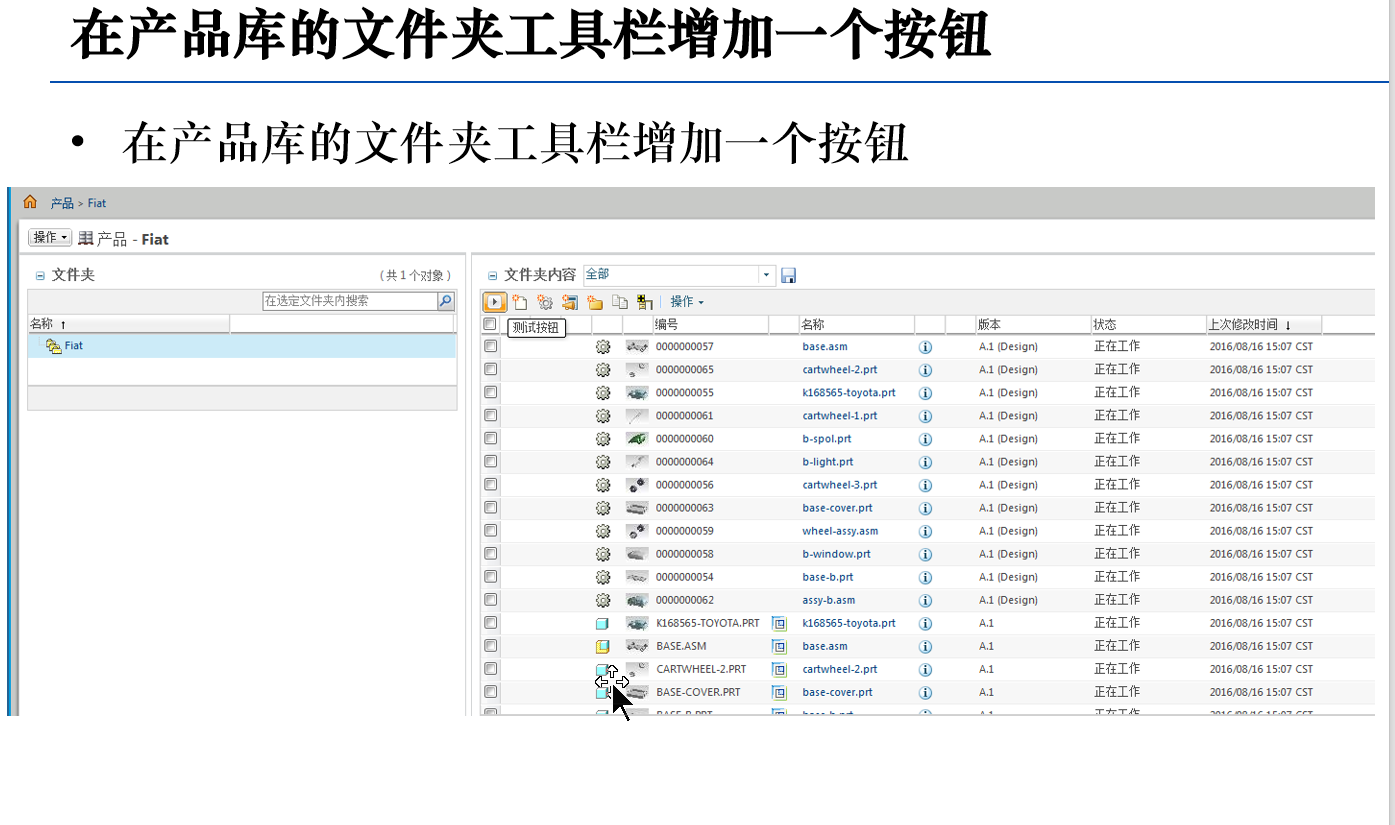 在产品库的文件夹工具栏增加一个按钮
• 在产品库的文件夹工具栏增加一个按钮
产品 > Fiat
操作 产品 - Fiat
文件夹 (共 1 个对象)
在选定文件夹内搜索
名称 ↑
Fiat
文件夹内容 全部
操作
测试按钮
编号 名称 版本 状态 上次修改时间 ↓
0000000057 base.asm A.1 (Design) 正在工作 2016/08/16 15:07 CST
0000000065 cartwheel-2.prt A.1 (Design) 正在工作 2016/08/16 15:07 CST
0000000055 k168565-toyota.prt A.1 (Design) 正在工作 2016/08/16 15:07 CST
0000000061 cartwheel-1.prt A.1 (Design) 正在工作 2016/08/16 15:07 CST
0000000060 b-spol.prt A.1 (Design) 正在工作 2016/08/16 15:07 CST
0000000064 b-light.prt A.1 (Design) 正在工作 2016/08/16 15:07 CST
0000000056 cartwheel-3.prt A.1 (Design) 正在工作 2016/08/16 15:07 CST
0000000063 base-cover.prt A.1 (Design) 正在工作 2016/08/16 15:07 CST
0000000059 wheel-assy.asm A.1 (Design) 正在工作 2016/08/16 15:07 CST
0000000058 b-window.prt A.1 (Design) 正在工作 2016/08/16 15:07 CST
0000000054 base-b.prt A.1 (Design) 正在工作 2016/08/16 15:07 CST
0000000062 assy-b.asm A.1 (Design) 正在工作 2016/08/16 15:07 CST
K168565-TOYOTA.PRT k168565-toyota.prt A.1 正在工作 2016/08/16 15:07 CST
BASE.ASM base.asm A.1 正在工作 2016/08/16 15:07 CST
CARTWHEEL-2.PRT cartwheel-2.prt A.1 正在工作 2016/08/16 15:07 CST
BASE-COVER.PRT base-cover.prt A.1 正在工作 2016/08/16 15:07 CST